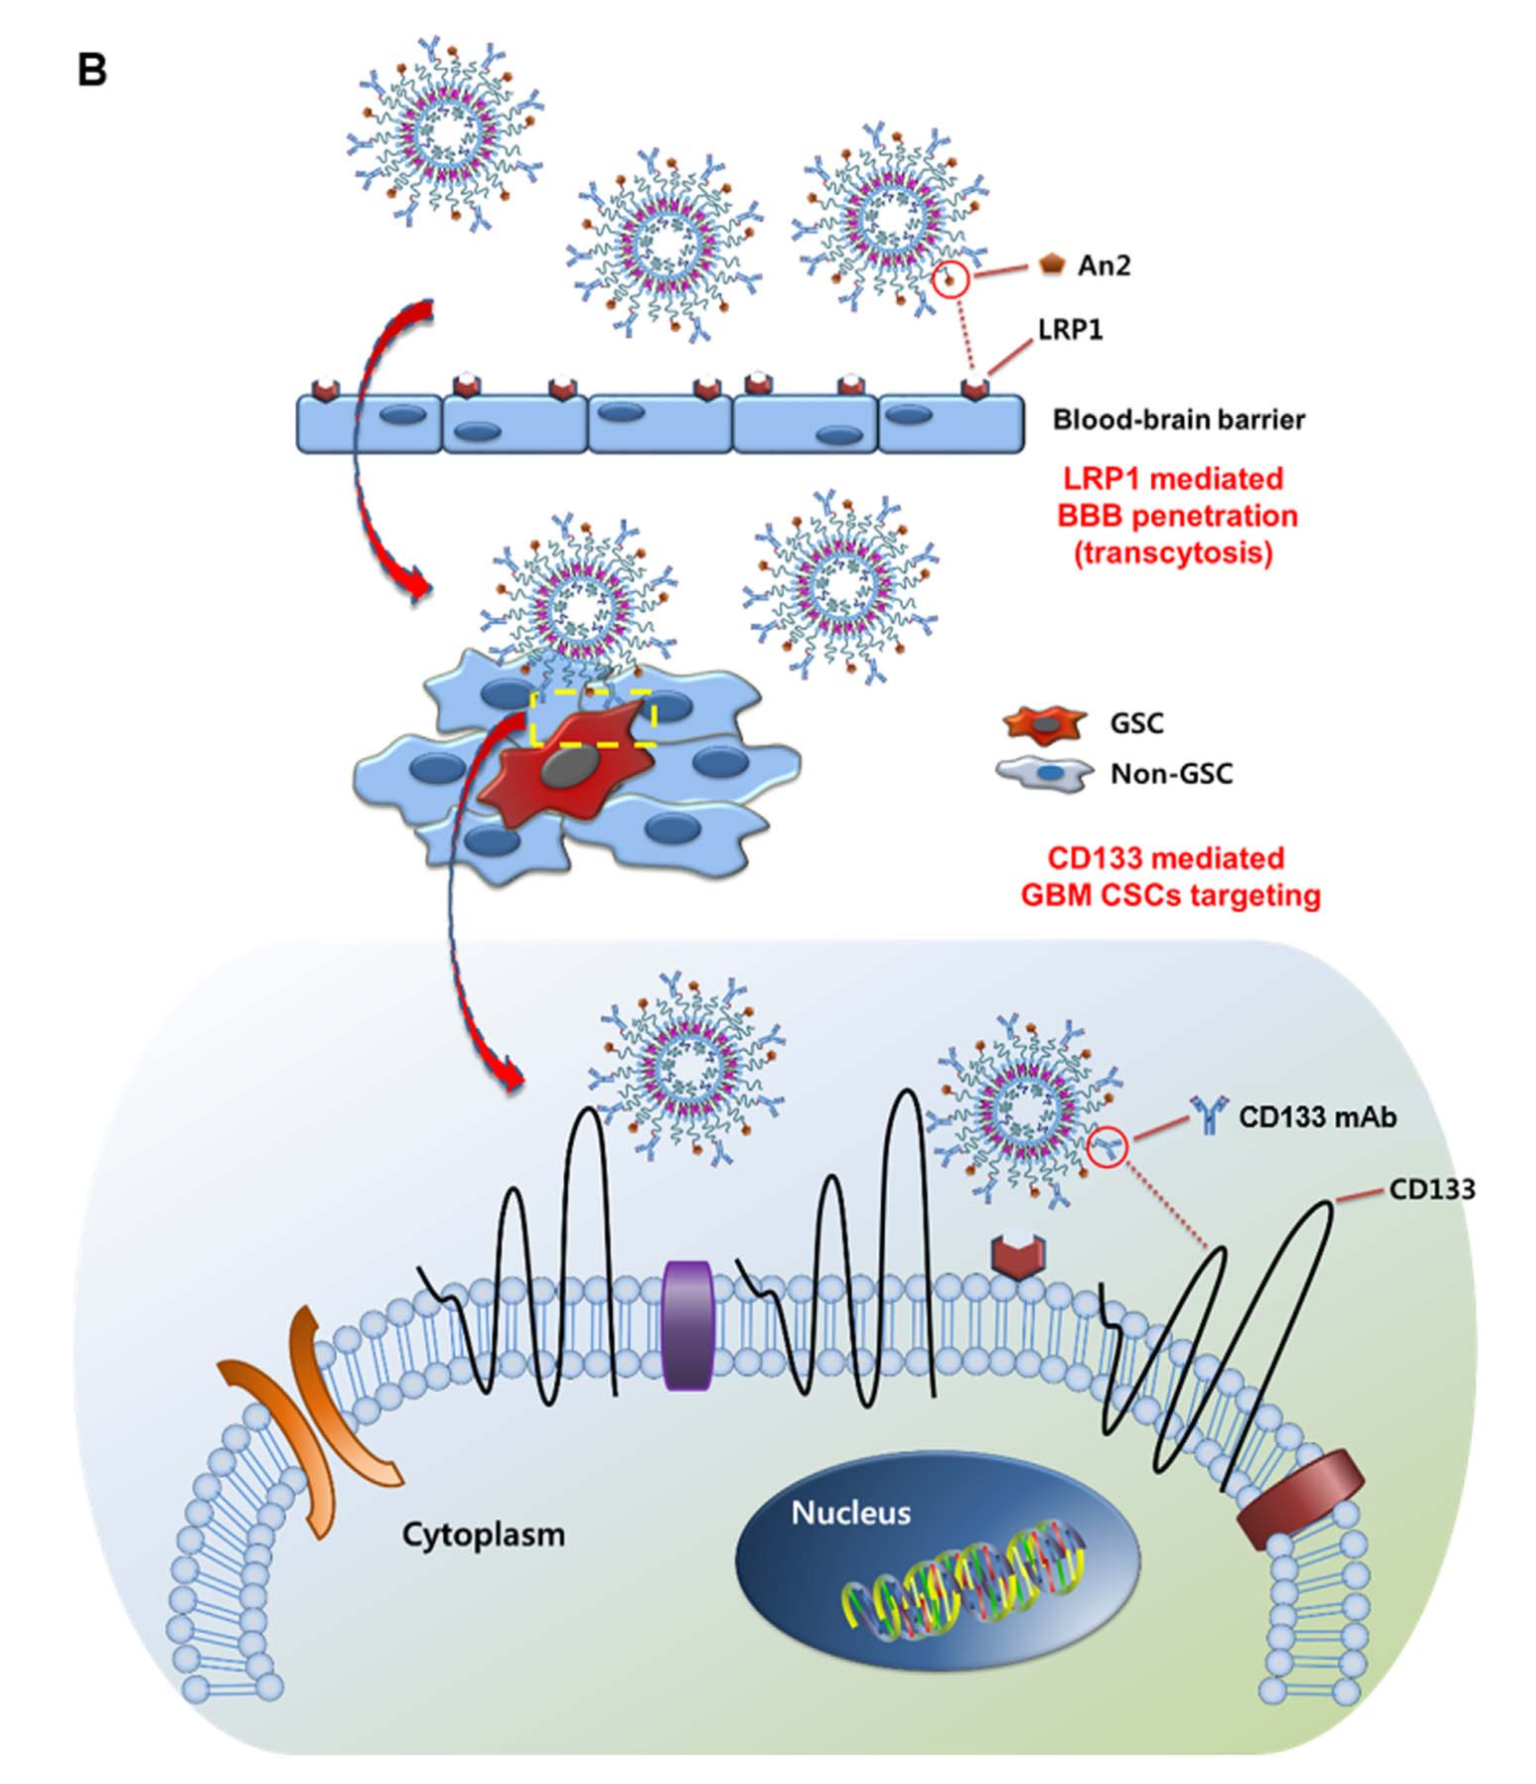 B
An2
LRP1
Blood-brain barrier
LRP1 mediated
BBB penetration
(transcytosis)
GSC
Non-GSC
CD133 mediated
GBM CSCs targeting
CD133 mAb
CD133
Nucleus
Cytoplasm